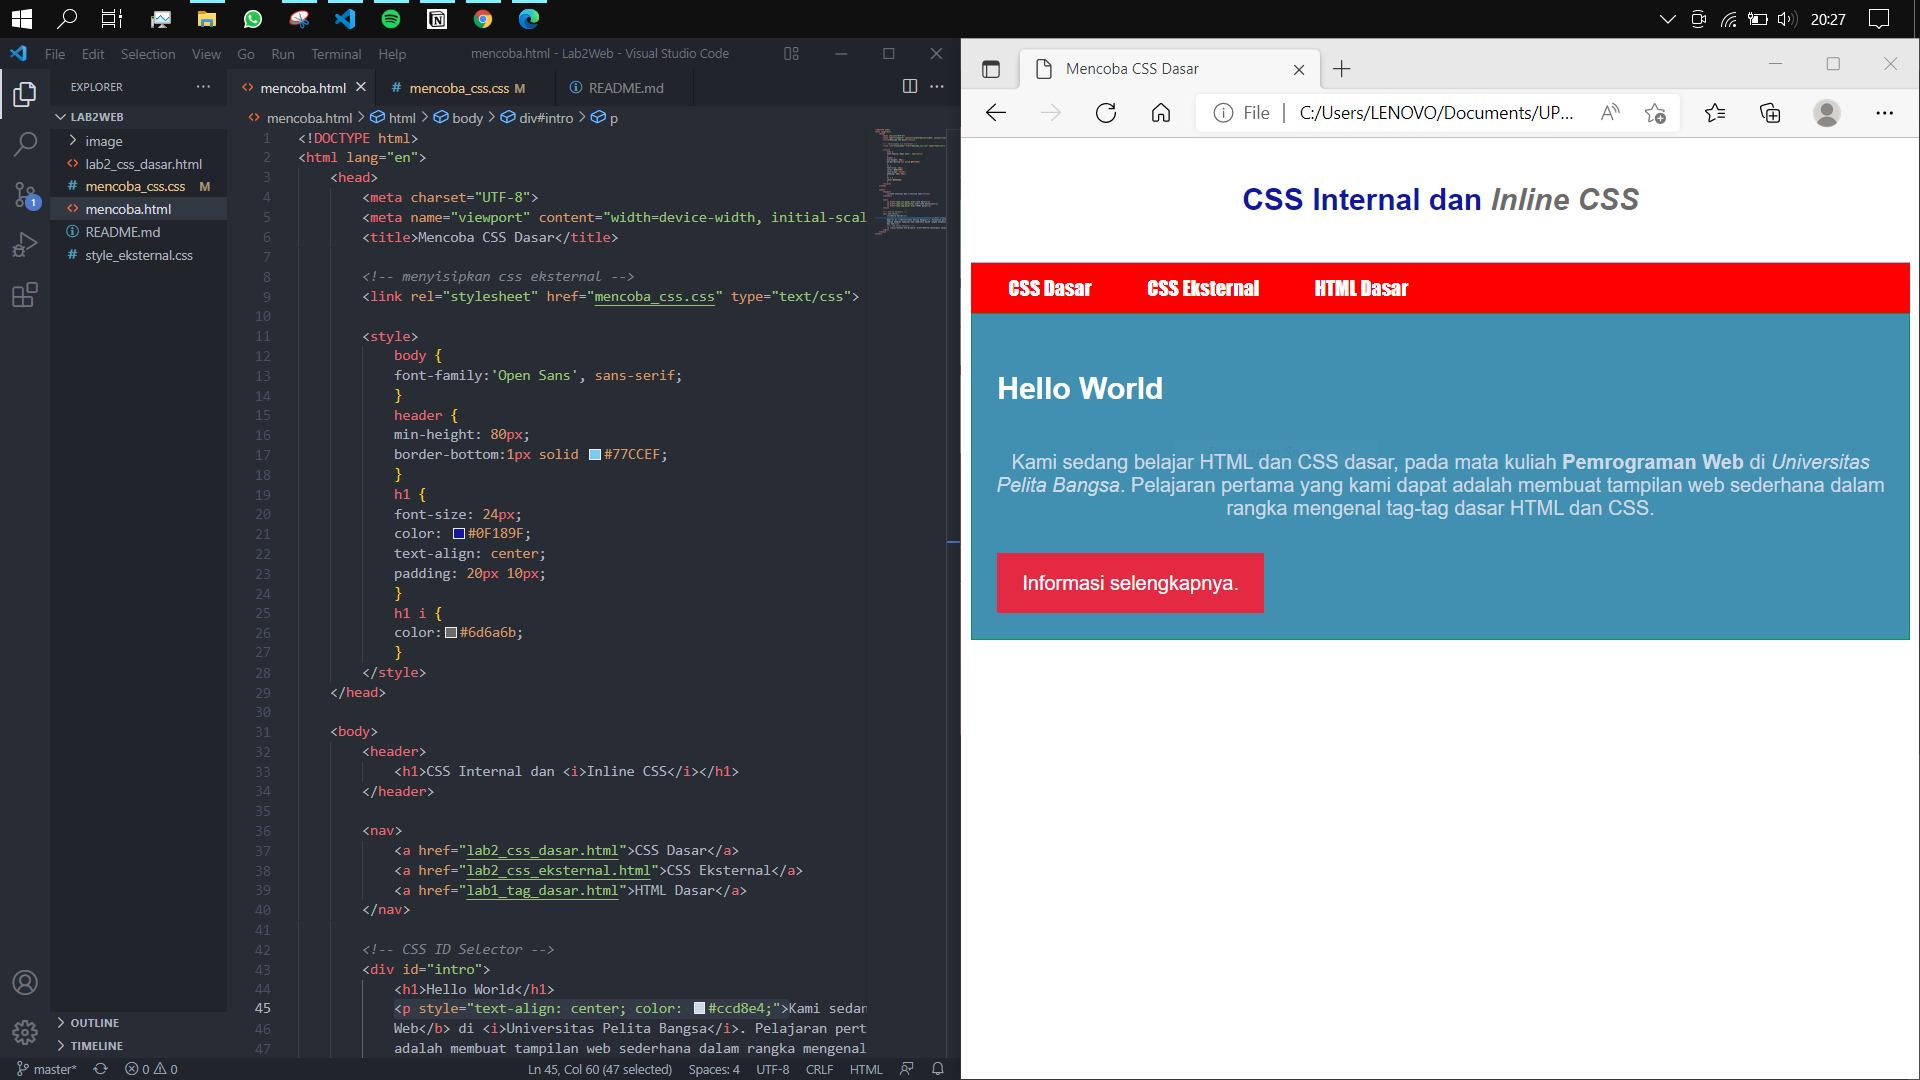 20:27
File Edit Selection View Go Run Terminal Help
mencoba.html - Lab2Web - Visual Studio Code
EXPLORER
LAB2WEB
image
lab2_css_dasar.html
mencoba_css.css M
mencoba.html
README.md
style_eksternal.css
OUTLINE
TIMELINE
1
mencoba.html
mencoba_css.css M
README.md
mencoba.html > html > body > div#intro > p
1 <!DOCTYPE html>
2 <html lang="en">
3 <head>
4 <meta charset="UTF-8">
5 <meta name="viewport" content="width=device-width, initial-scal
6 <title>Mencoba CSS Dasar</title>
7
8 <!-- menyisipkan css eksternal -->
9 <link rel="stylesheet" href="mencoba_css.css" type="text/css">
10
11 <style>
12 body {
13 font-family:'Open Sans', sans-serif;
14 }
15 header {
16 min-height: 80px;
17 border-bottom:1px solid #77CCEF;
18 }
19 h1 {
20 font-size: 24px;
21 color: #0F189F;
22 text-align: center;
23 padding: 20px 10px;
24 }
25 h1 i {
26 color:#6d6a6b;
27 }
28 </style>
29 </head>
30
31 <body>
32 <header>
33 <h1>CSS Internal dan <i>Inline CSS</i></h1>
34 </header>
35
36 <nav>
37 <a href="lab2_css_dasar.html">CSS Dasar</a>
38 <a href="lab2_css_eksternal.html">CSS Eksternal</a>
39 <a href="lab1_tag_dasar.html">HTML Dasar</a>
40 </nav>
41
42 <!-- CSS ID Selector -->
43 <div id="intro">
44 <h1>Hello World</h1>
45 <p style="text-align: center; color: #ccd8e4;">Kami sedan
46 Web</b> di <i>Universitas Pelita Bangsa</i>. Pelajaran pert
47 adalah membuat tampilan web sederhana dalam rangka mengenal
master* 0 0
Ln 45, Col 60 (47 selected) Spaces: 4 UTF-8 CRLF HTML
Mencoba CSS Dasar
File C:/Users/LENOVO/Documents/UP...
CSS Internal dan Inline CSS
CSS Dasar CSS Eksternal HTML Dasar
Hello World
Kami sedang belajar HTML dan CSS dasar, pada mata kuliah Pemrograman Web di Universitas
Pelita Bangsa. Pelajaran pertama yang kami dapat adalah membuat tampilan web sederhana dalam
rangka mengenal tag-tag dasar HTML dan CSS.
Informasi selengkapnya.